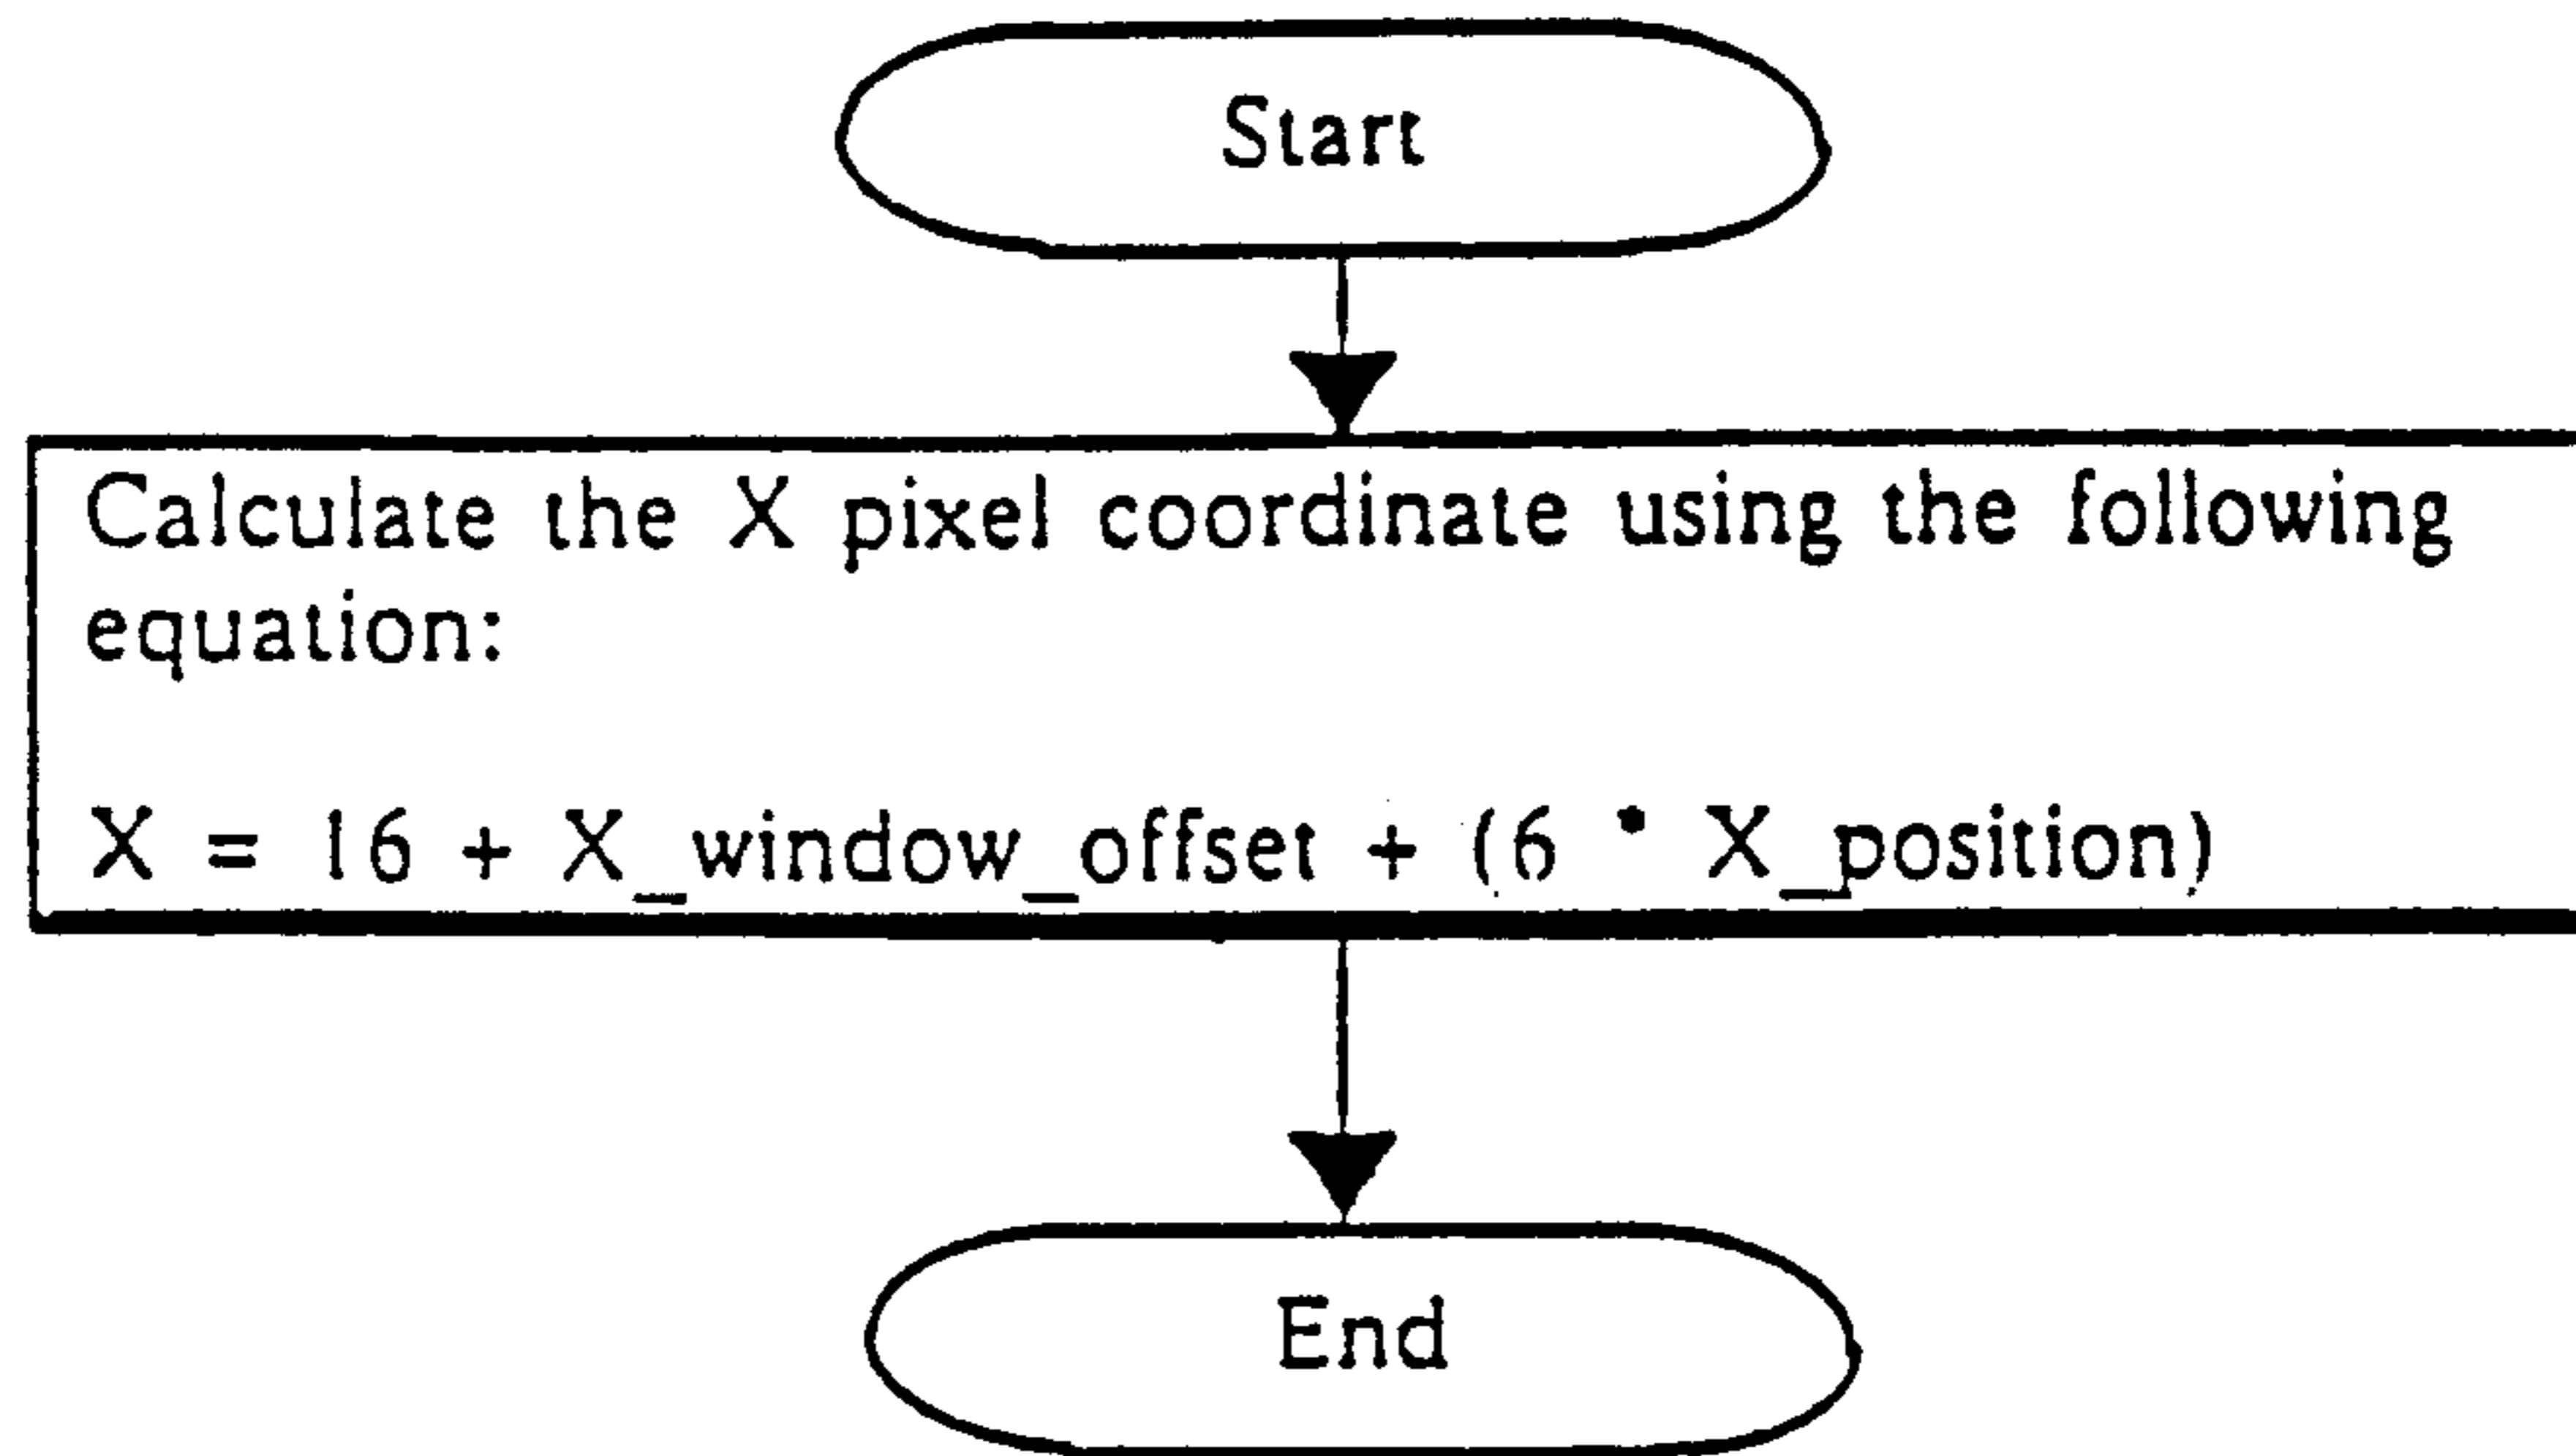 Start
Calculate the X pixel coordinate using the following
equation:
X = 16 + X_window_offset + (6 * X_position)
End